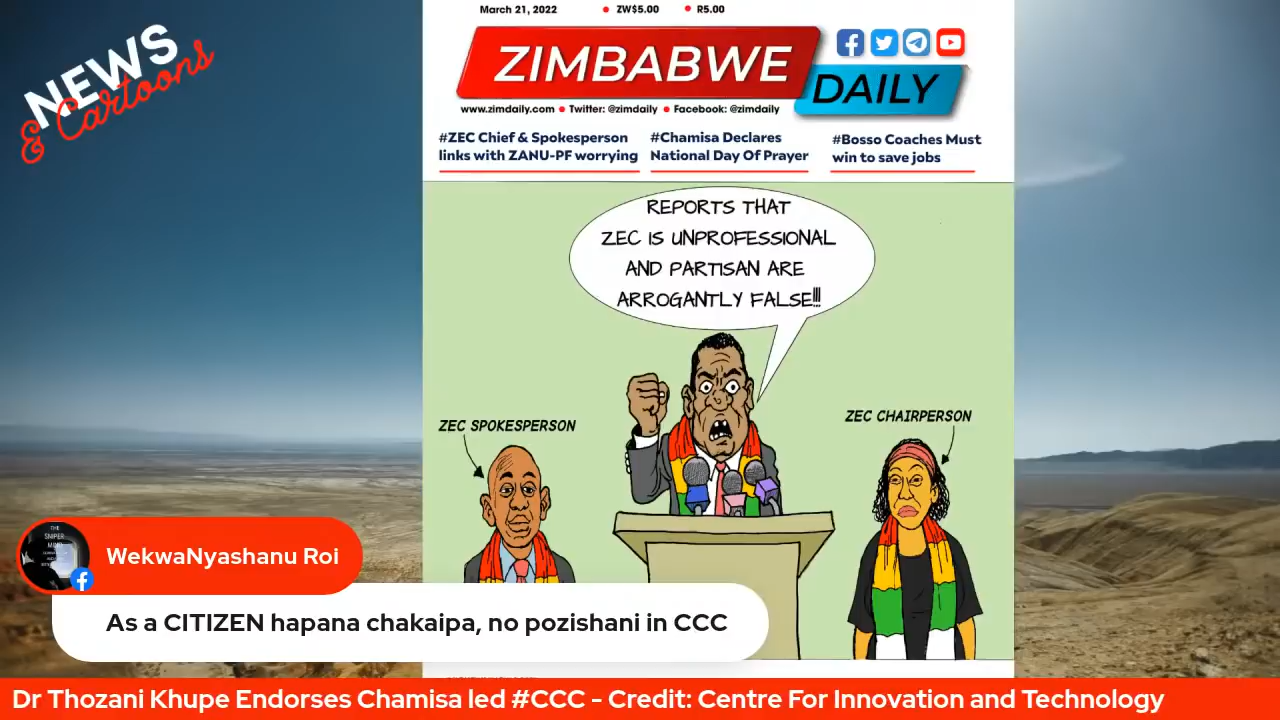 March 21, 2022 • ZW$5.00 • R5.00
NEWS
& Cartoons
ZIMBABWE
DAILY
www.zimdaily.com • Twitter: @zimdaily • Facebook: @zimdaily
#ZEC Chief & Spokesperson
links with ZANU-PF worrying
#Chamisa Declares
National Day Of Prayer
#Bosso Coaches Must
win to save jobs
REPORTS THAT
ZEC IS UNPROFESSIONAL
AND PARTISAN ARE
ARROGANTLY FALSE!!!
ZEC SPOKESPERSON
ZEC CHAIRPERSON
THE
SNIPER
WekwaNyashanu Roi
As a CITIZEN hapana chakaipa, no pozishani in CCC
Dr Thozani Khupe Endorses Chamisa led #CCC - Credit: Centre For Innovation and Technology